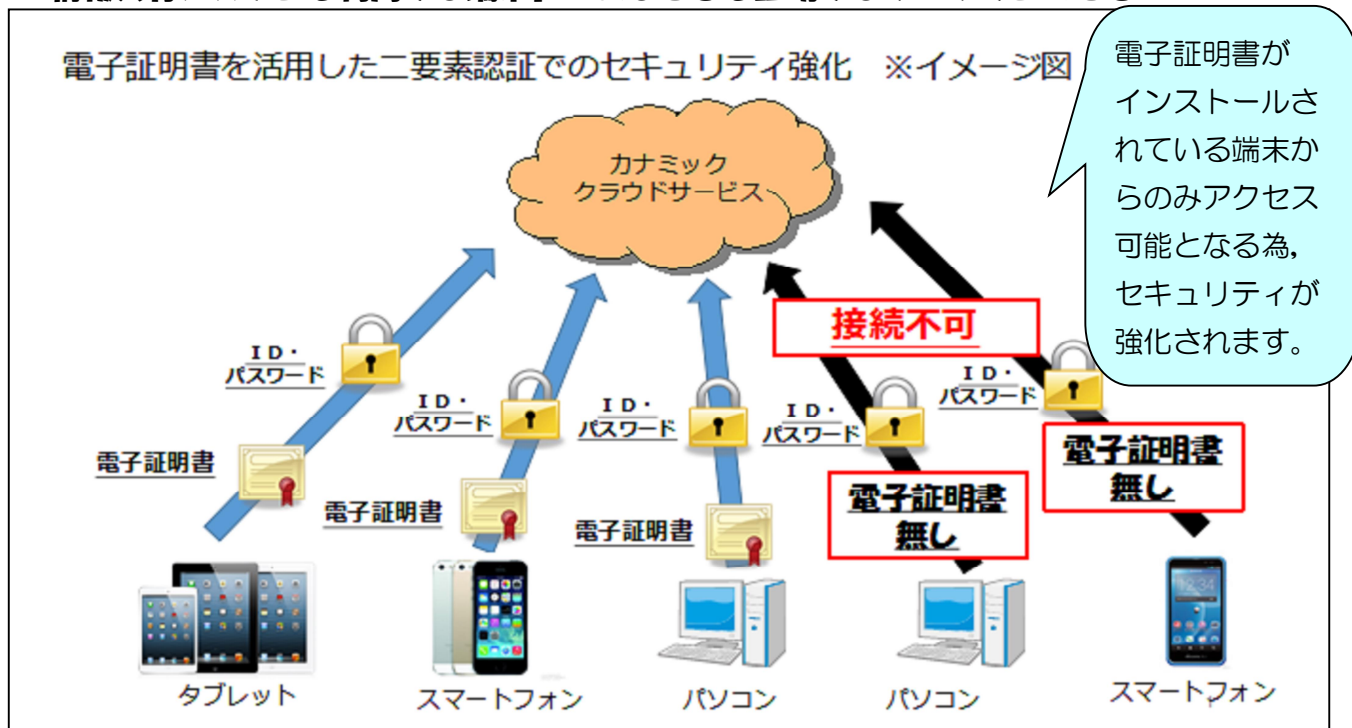 電子証明書を活用した二要素認証でのセキュリティ強化 ※イメージ図
電子証明書が
インストールさ
れている端末か
らのみアクセス
可能となる為,
セキュリティが
強化されます。
カナミック
クラウドサービス
接続不可
ID・
パスワード
ID・
パスワード
ID・
パスワード
ID・
パスワード
ID・
パスワード
電子証明書
電子証明書
電子証明書
電子証明書
無し
電子証明書
無し
12:34
タブレット
スマートフォン
パソコン
パソコン
スマートフォン